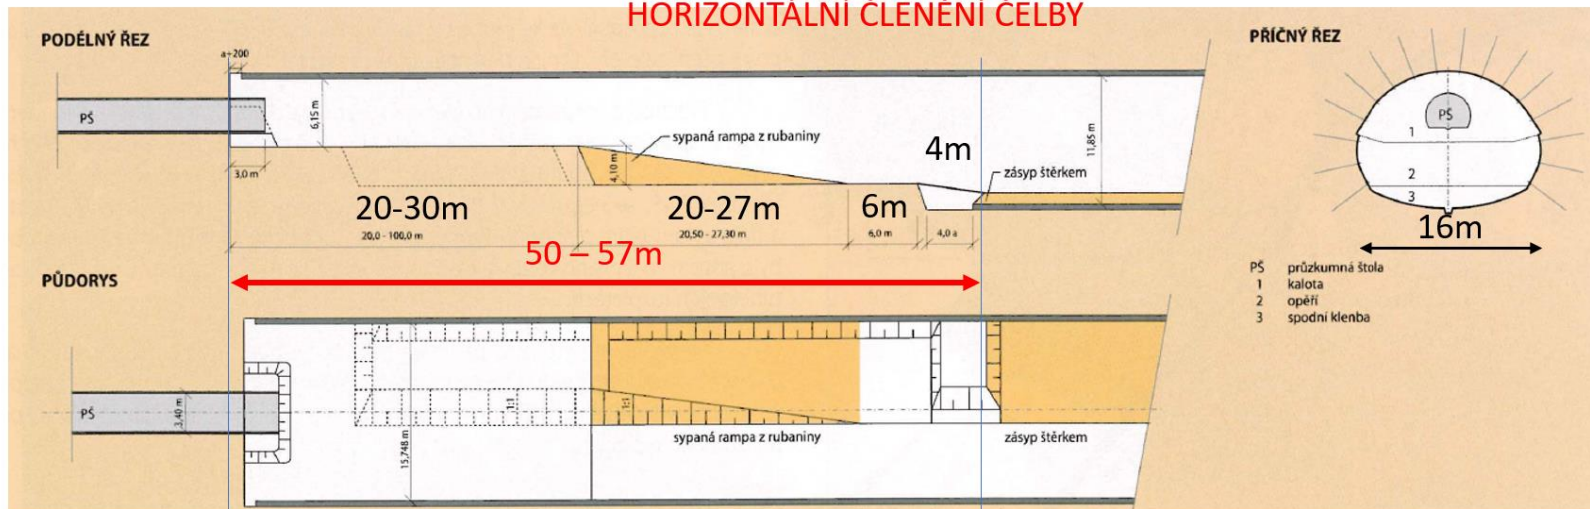 HORIZONTÁLNÍ ČLENĚNÍ ČELBY
PODÉLNÝ ŘEZ
PŘÍČNÝ ŘEZ
a+200
PŠ
6,15 m
sypaná rampa z rubaniny
4m
11,85 m
PŠ
1
3,0 m
4,10 m
zásyp štěrkem
2
3
20-30m
20-27m
6m
16m
20,0 - 100,0 m
20,50 - 27,30 m
6,0 m
4,0 a
50 – 57m
PŮDORYS
PŠ průzkumná štola
1 kalota
2 opěří
3 spodní klenba
PŠ
3,40 m
1:1
1:1
15,748 m
sypaná rampa z rubaniny
zásyp štěrkem